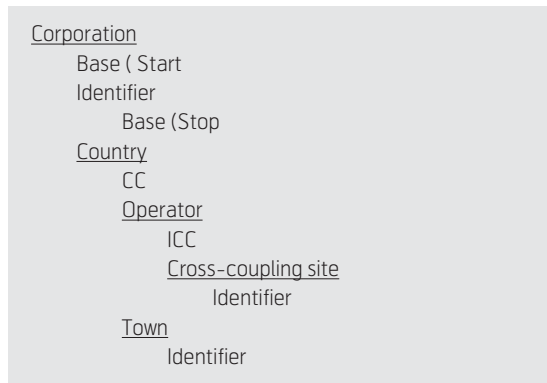 Corporation
Base ( Start
Identifier
Base (Stop
Country
CC
Operator
ICC
Cross-coupling site
Identifier
Town
Identifier